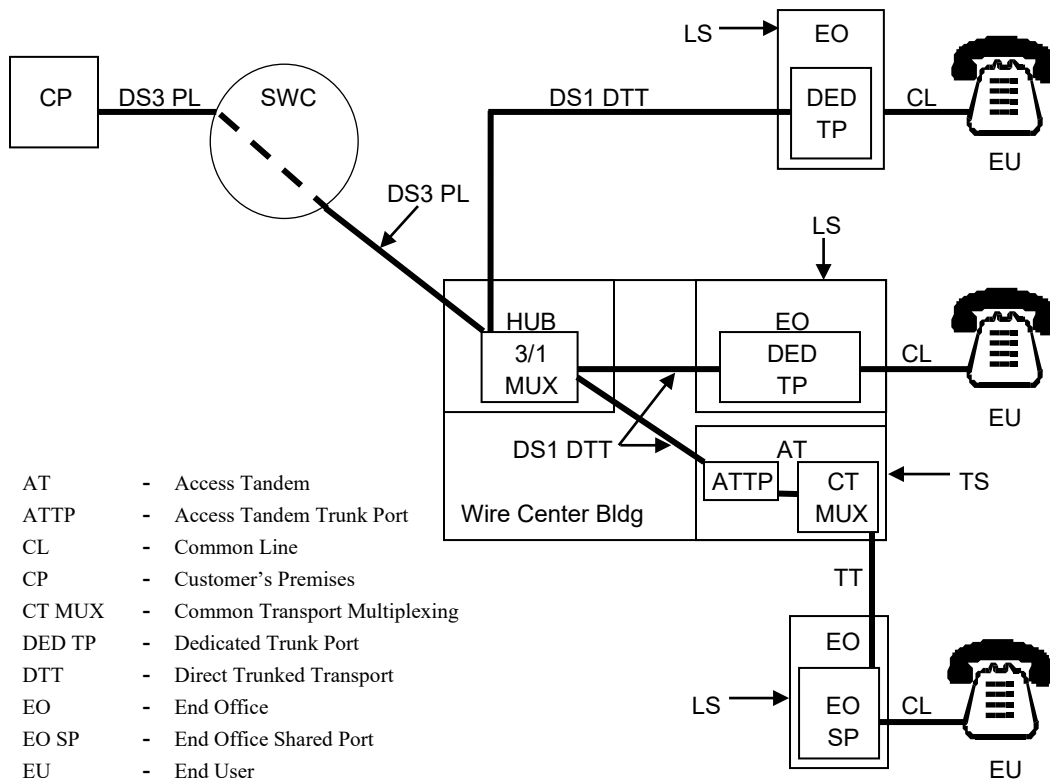 LS
EO
CP
DS3 PL
SWC
DS1 DTT
DED
TP
CL
EU
DS3 PL
LS
HUB
3/1
MUX
EO
DED
TP
CL
EU
DS1 DTT
AT
ATTP
CT
MUX
TS
Wire Center Bldg
TT
EO
LS
EO
SP
CL
EU
AT - Access Tandem
ATTP - Access Tandem Trunk Port
CL - Common Line
CP - Customer's Premises
CT MUX - Common Transport Multiplexing
DED TP - Dedicated Trunk Port
DTT - Direct Trunked Transport
EO - End Office
EO SP - End Office Shared Port
EU - End User